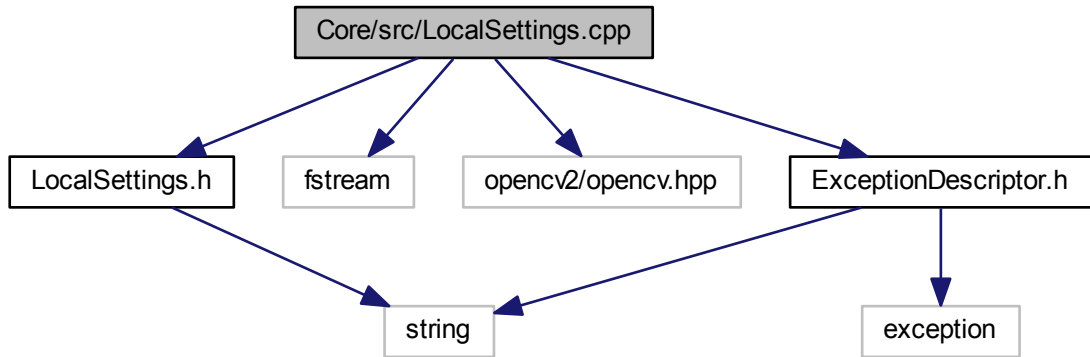 Core/src/LocalSettings.cpp
LocalSettings.h
fstream
opencv2/opencv.hpp
ExceptionDescriptor.h
string
exception